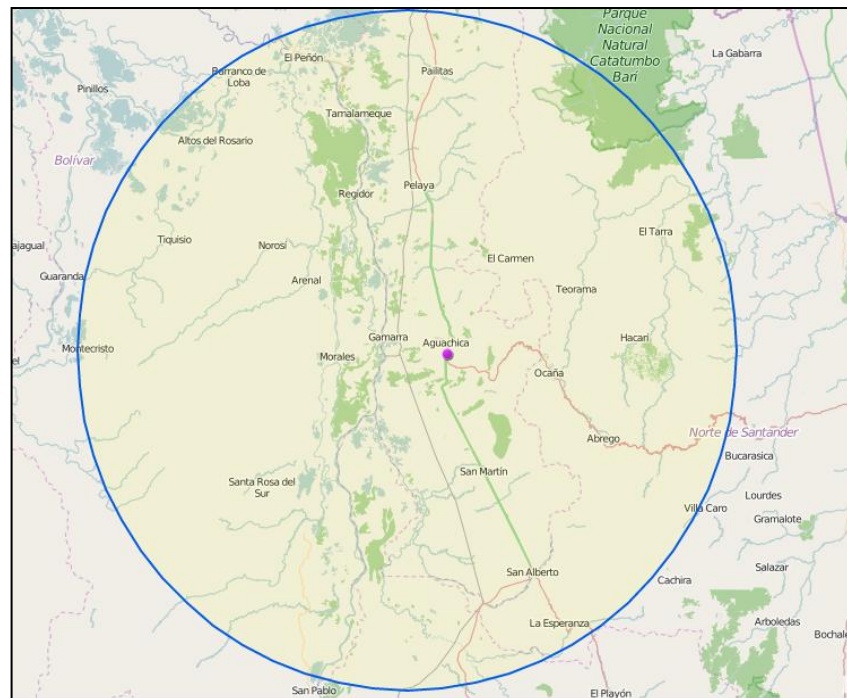 Parque
Nacional
Natural
Catatumbo
Barí
La Gabarra
El Peñón
Barranco de
Loba
Pailitas
Pinillos
Tamalameque
Altos del Rosario
Bolívar
Pelaya
Regidor
Tiquisio
Norosí
El Tarra
ajagual
El Carmen
Guaranda
Arenal
Teorama
Montecristo
Gamarra
Aguachica
Hacarí
Morales
Ocaña
el
Abrego
Norte de Santander
Bucarasica
San Martín
Santa Rosa del
Sur
Lourdes
Villa Caro
Gramalote
San Alberto
Cachira
Salazar
La Esperanza
Arboledas
Bochale
San Pablo
El Playón